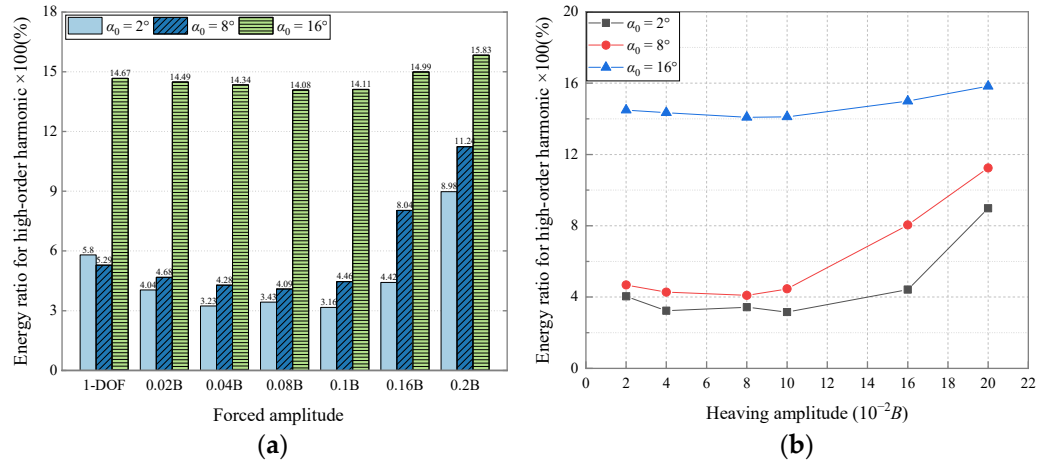 Energy ratio for high-order harmonic ×100(%)
18
15
12
9
6
3
0
α₀ = 2° α₀ = 8° α₀ = 16°
5.8 5.29 14.67
4.04 4.68 14.49
3.23 4.28 14.34
3.43 4.09 14.08
3.16 4.46 14.11
4.42 8.04 14.99
8.98 15.83
1-DOF 0.02B 0.04B 0.08B 0.1B 0.16B 0.2B
Forced amplitude
(a)
Energy ratio for high-order harmonic ×100(%)
20
16
12
8
4
0
α₀ = 2°
α₀ = 8°
α₀ = 16°
0 2 4 6 8 10 12 14 16 18 20 22
Heaving amplitude (10⁻²B)
(b)